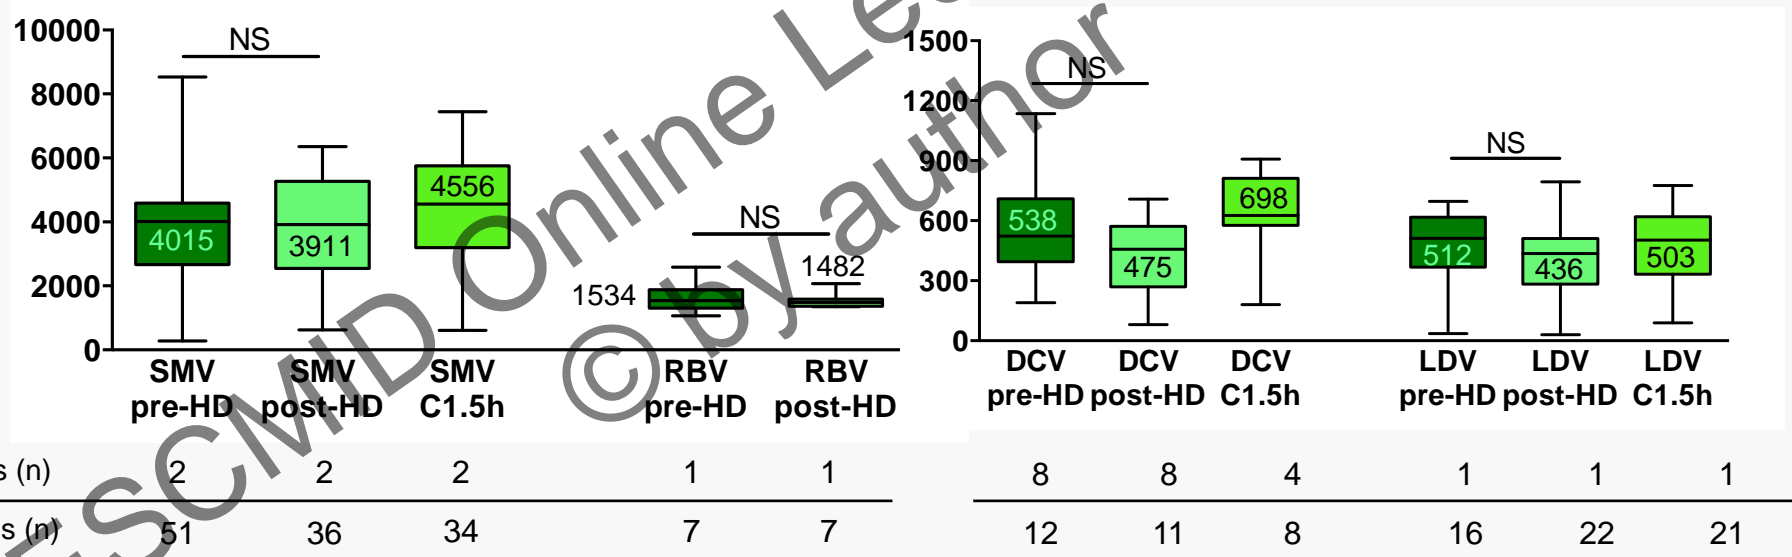 10000
8000
6000
4000
2000
0
NS
4015
3911
4556
NS
1534
1482
SMV pre-HD
SMV post-HD
SMV C1.5h
RBV pre-HD
RBV post-HD
1500
1200
900
600
300
0
NS
538
475
698
NS
512
436
503
DCV pre-HD
DCV post-HD
DCV C1.5h
LDV pre-HD
LDV post-HD
LDV C1.5h
s (n) 2 2 2 1 1 8 8 4 1 1 1
s (n) 51 36 34 7 7 12 11 8 16 22 21
ESCMID Online Le
© by author